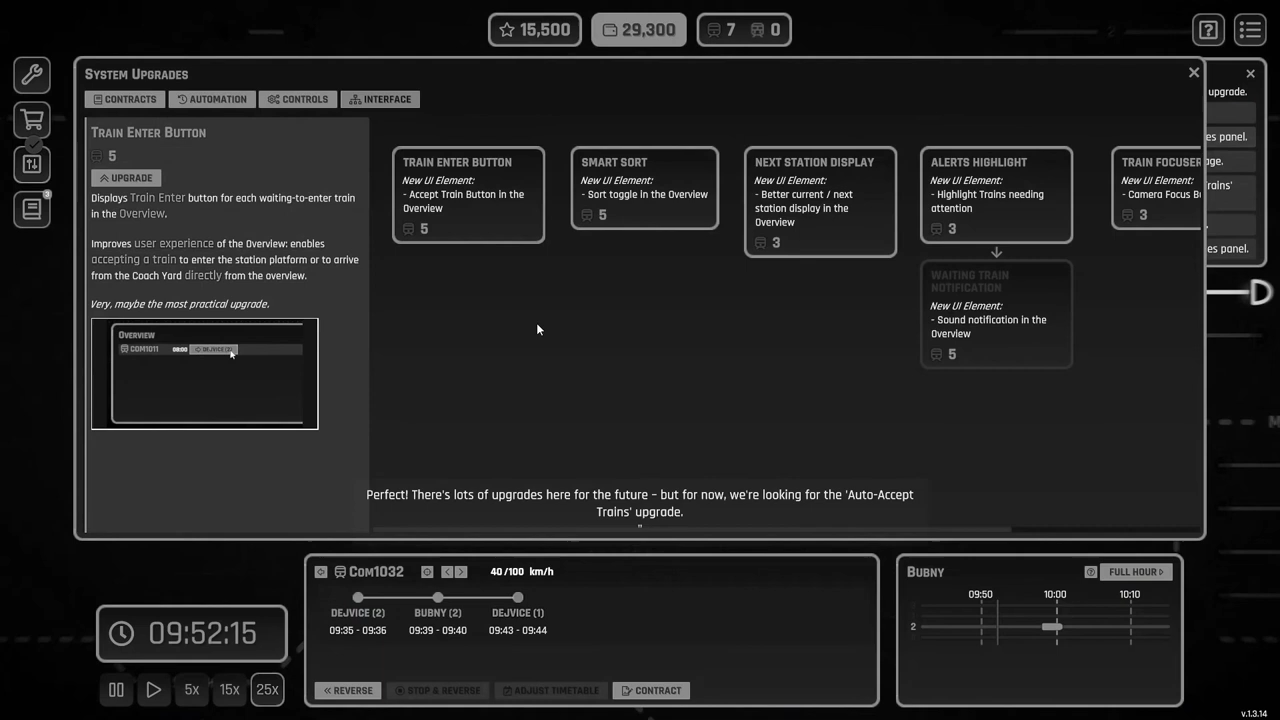 15,500
29,300
7
0
SYSTEM UPGRADES
CONTRACTS
AUTOMATION
CONTROLS
INTERFACE
TRAIN ENTER BUTTON
5
UPGRADE
Displays Train Enter button for each waiting-to-enter train
in the Overview.
Improves user experience of the Overview: enables
accepting a train to enter the station platform or to arrive
from the Coach Yard directly from the overview.
Very, maybe the most practical upgrade.
OVERVIEW
COM1011
08:00
DEJVICE (3)
TRAIN ENTER BUTTON
New UI Element:
- Accept Train Button in the
Overview
5
SMART SORT
New UI Element:
- Sort toggle in the Overview
5
NEXT STATION DISPLAY
New UI Element:
- Better current / next
station display in the
Overview
3
ALERTS HIGHLIGHT
New UI Element:
- Highlight Trains needing
attention
3
WAITING TRAIN
NOTIFICATION
New UI Element:
- Sound notification in the
Overview
5
TRAIN FOCUSER
New UI Element:
- Camera Focus B
3
upgrade.
es panel.
age.
rains'
es panel.
3
Perfect! There's lots of upgrades here for the future – but for now, we're looking for the 'Auto-Accept
Trains' upgrade.
"
COM1032
40 /100 km/h
DEJVICE (2)
BUBNY (2)
DEJVICE (1)
09:35 - 09:36
09:39 - 09:40
09:43 - 09:44
REVERSE
STOP & REVERSE
ADJUST TIMETABLE
CONTRACT
BUBNY
FULL HOUR
09:50
10:00
10:10
2
09:52:15
5x
15x
25x
v.1.3.14